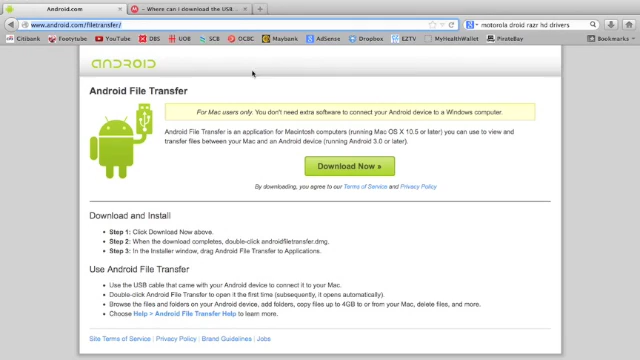 Android.com
Where can / download the USB ...
www.android.com/filetransfer/
motorola droid razr hd drivers
Citibank
Footytube
YouTube
DBS
UOB
SCB
OCBC
Maybank
AdSense
Dropbox
EZTV
MyHealthWallet
PirateBay
Bookmarks
android
Android File Transfer
For Mac users only. You don't need extra software to connect your Android device to a Windows computer.
Android File Transfer is an application for Macintosh computers (running Mac OS X 10.5 or later) you can use to view and
transfer files between your Mac and an Android device (running Android 3.0 or later).
Download Now »
By downloading, you agree to our Terms of Service and Privacy Policy
Download and Install
• Step 1: Click Download Now above.
• Step 2: When the download completes, double-click androidfiletransfer.dmg.
• Step 3: In the Installer window, drag Android File Transfer to Applications.
Use Android File Transfer
• Use the USB cable that came with your Android device to connect it to your Mac.
• Double-click Android File Transfer to open it the first time (subsequently, it opens automatically).
• Browse the files and folders on your Android device, add folders, copy files up to 4GB to or from your Mac, delete files, and more.
• Choose Help > Android File Transfer Help to learn more.
Site Terms of Service | Privacy Policy | Brand Guidelines | Jobs